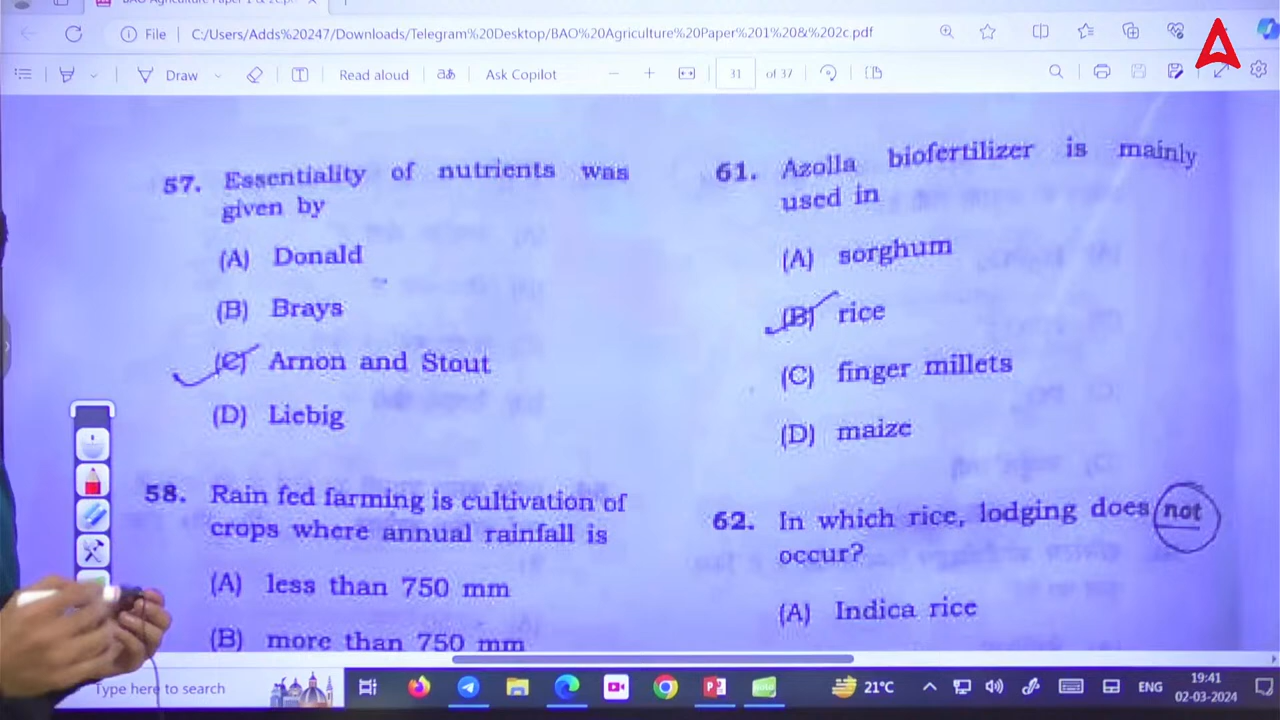 File
C:/Users/Adds%20247/Downloads/Telegram%20Desktop/BAO%20Agriculture%20Paper%201%20&%202c.pdf
Draw
Read aloud
Ask Copilot
31 of 37
57. Essentiality of nutrients was
given by
(A) Donald
(B) Brays
(C) Arnon and Stout
(D) Liebig
58. Rain fed farming is cultivation of
crops where annual rainfall is
(A) less than 750 mm
(B) more than 750 mm
61. Azolla biofertilizer is mainly
used in
(A) sorghum
(B) rice
(C) finger millets
(D) maize
62. In which rice, lodging does not
occur?
(A) Indica rice
Type here to search
21°C
ENG
19:41
02-03-2024